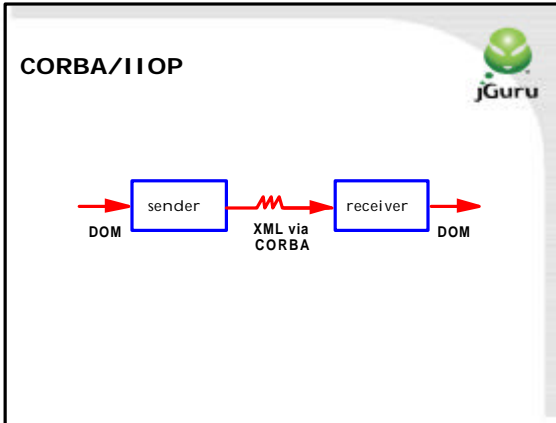 CORBA/IIOP
jGuru
sender
receiver
DOM
XML via
CORBA
DOM